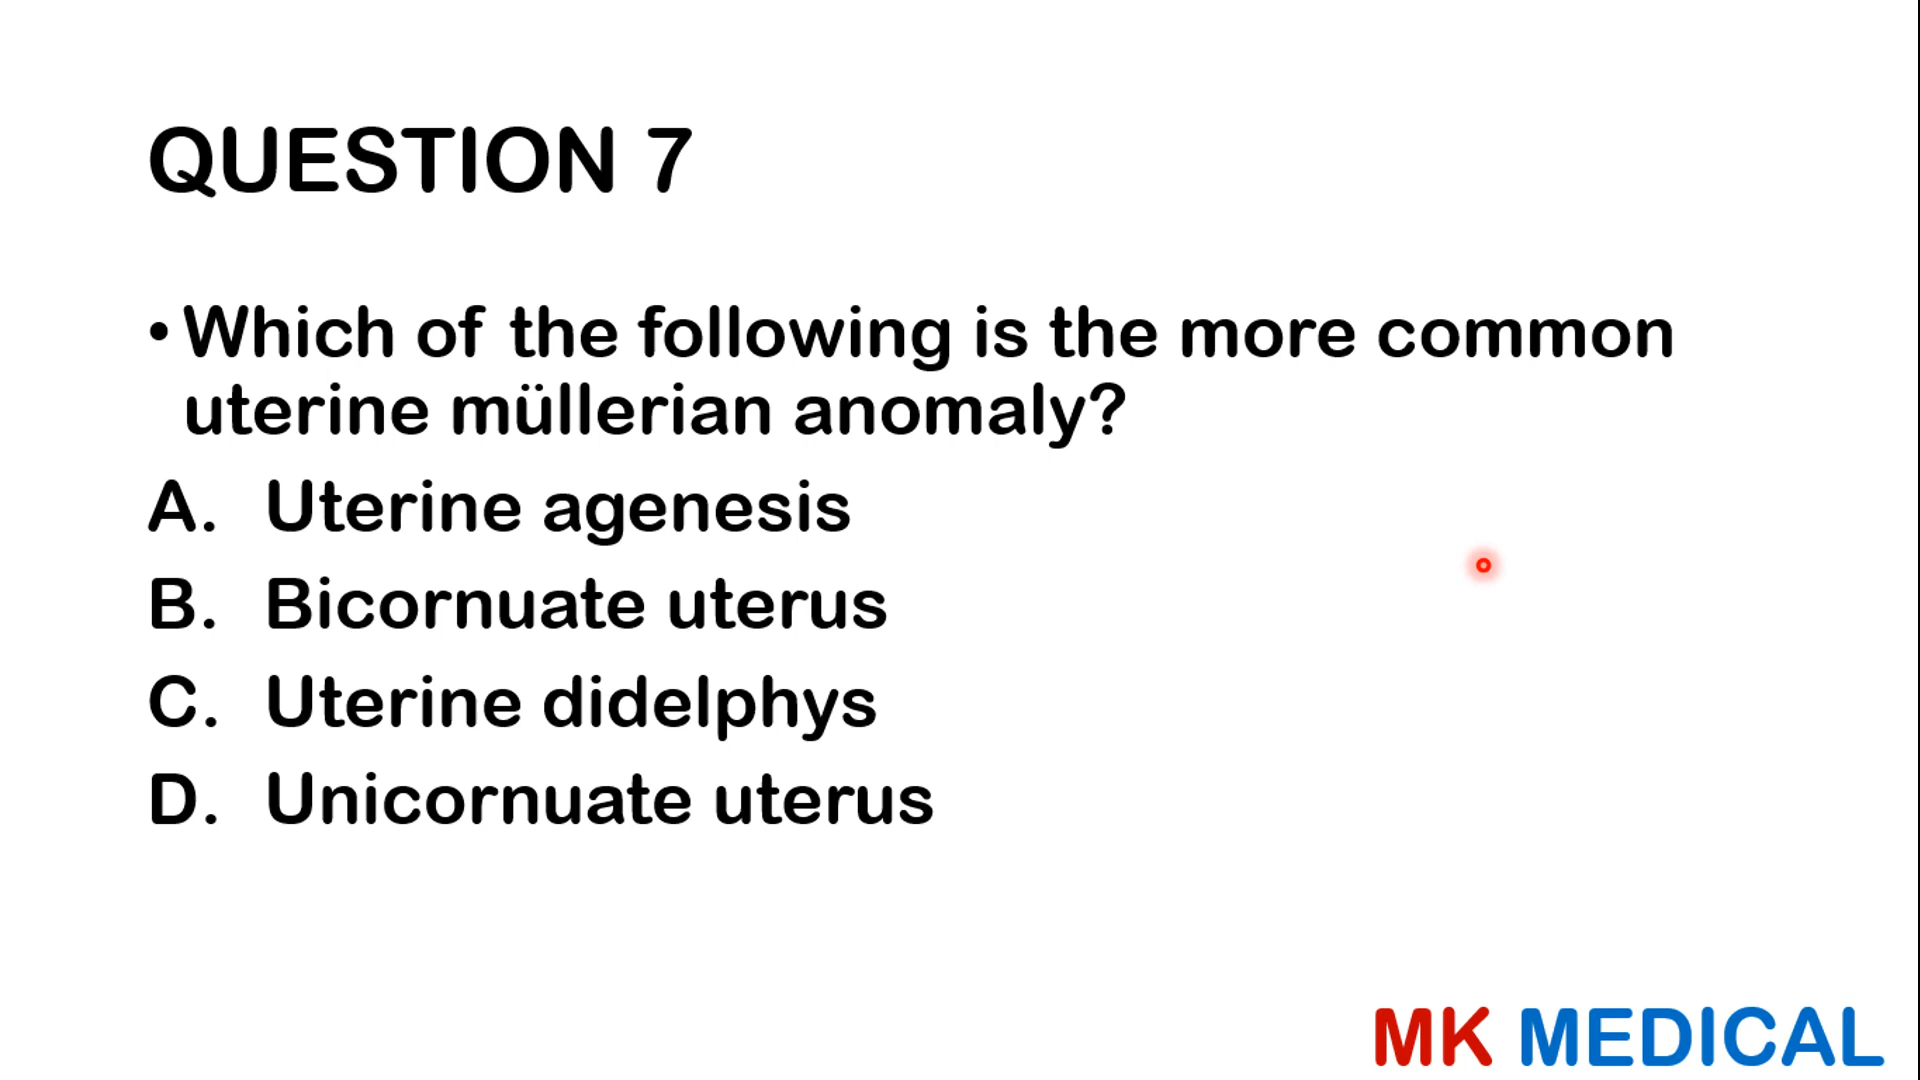 QUESTION 7
• Which of the following is the more common
uterine müllerian anomaly?
A. Uterine agenesis
B. Bicornuate uterus
C. Uterine didelphys
D. Unicornuate uterus
MK MEDICAL